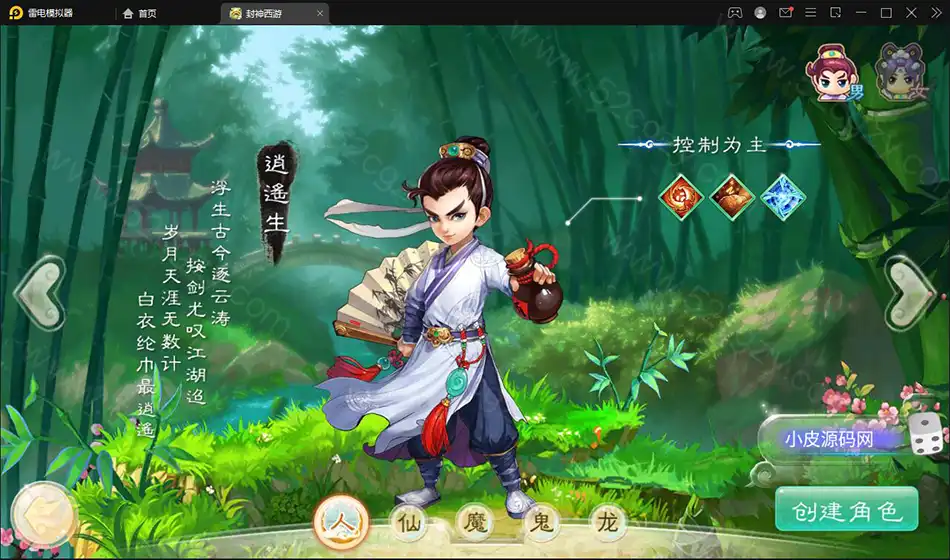 雷电模拟器
首页
封神西游
男
女
控制为主
逍遥生
浮生古今逐云涛
按剑尤叹江湖迢
岁月天涯无数计
白衣纶巾最逍遥
小皮源码网
创建角色
人
仙
魔
鬼
龙